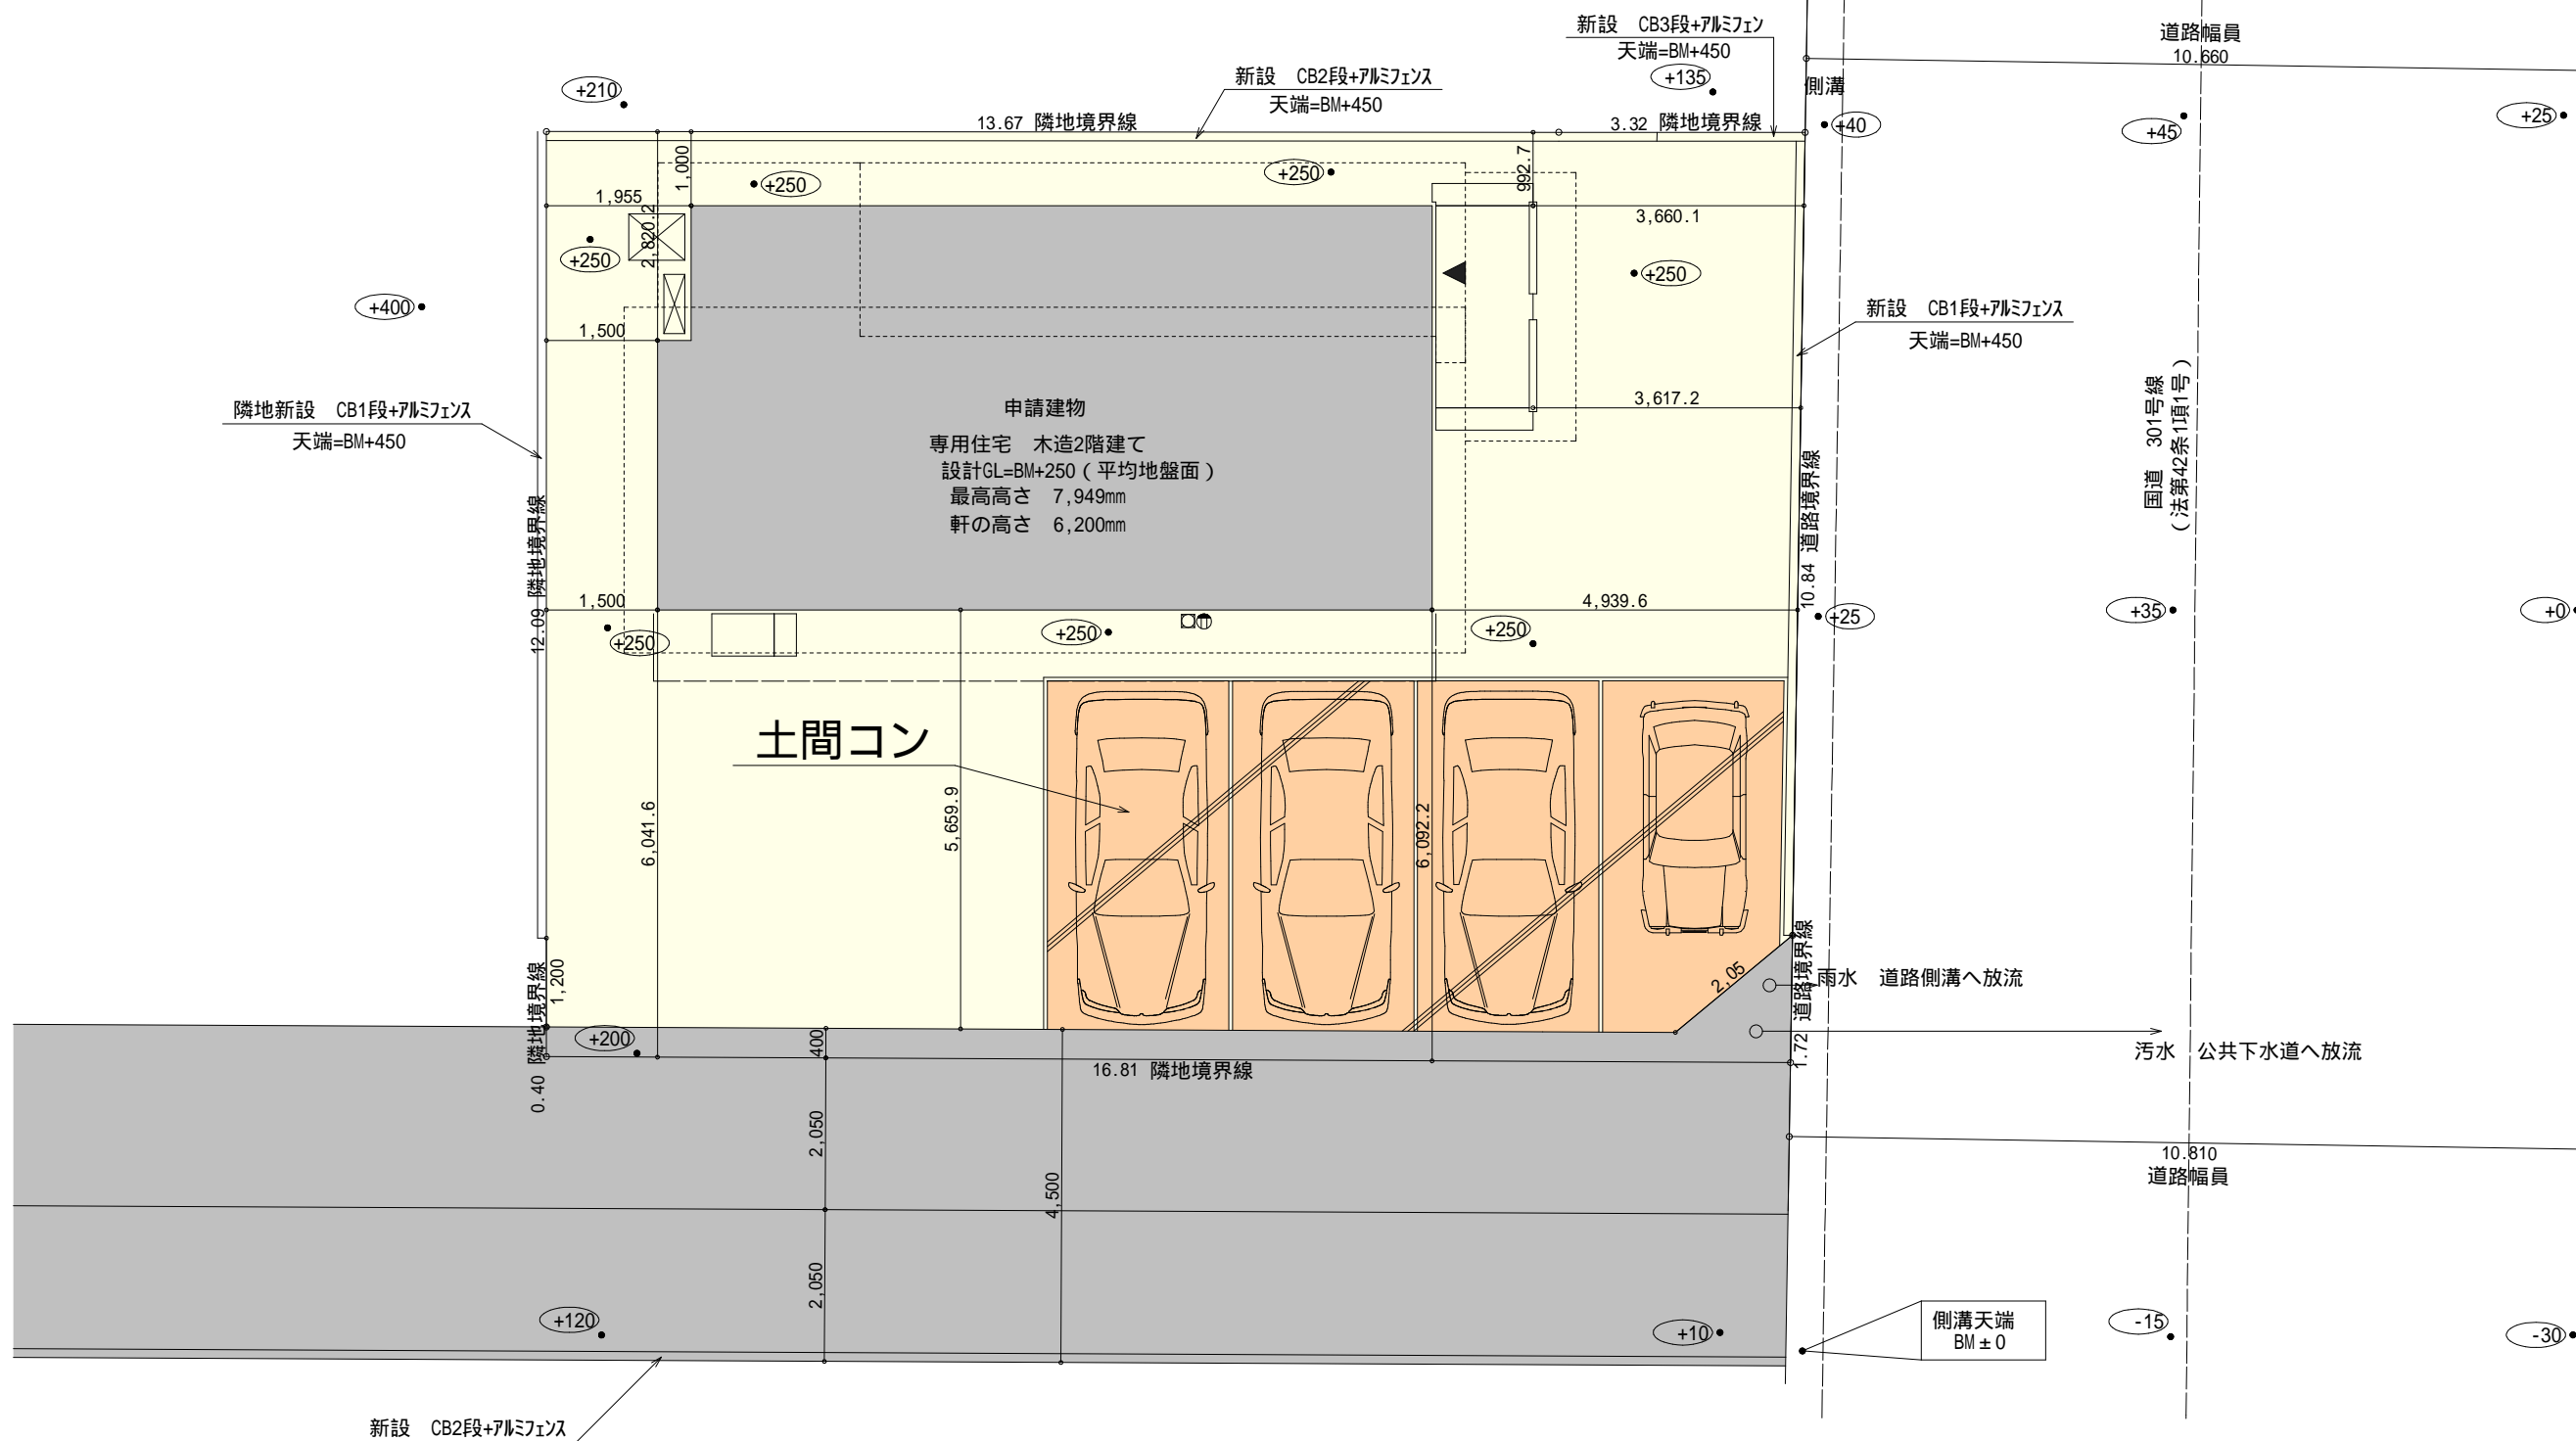 新設　CB3段+アルミフェン
天端=BM+450
道路幅員
10.660
新設　CB2段+アルミフェンス
天端=BM+450
+135
+210
側溝
13.67 隣地境界線
3.32 隣地境界線
+40
+45
+25
1,000
992.7
+250
+250
1,955
2,820.2
3,660.1
+250
+250
+400
1,500
新設　CB1段+アルミフェンス
天端=BM+450
3,617.2
隣地新設　CB1段+アルミフェンス
天端=BM+450
申請建物
専用住宅　木造2階建て
設計GL=BM+250（平均地盤面）
最高高さ　7,949mm
軒の高さ　6,200mm
国道　301号線
（法第42条1項1号）
12.09 隣地境界線
10.84 道路境界線
1,500
4,939.6
+250
+250
+250
+25
+35
+0
土間コン
6,041.6
5,659.9
6,092.2
2,05
1,200
0.40 隣地境界線
1.72 道路境界線
雨水　道路側溝へ放流
汚水　公共下水道へ放流
+200
400
16.81 隣地境界線
2,050
4,500
10.810
道路幅員
2,050
+120
+10
側溝天端
BM±0
-15
-30
新設　CB2段+アルミフェンス